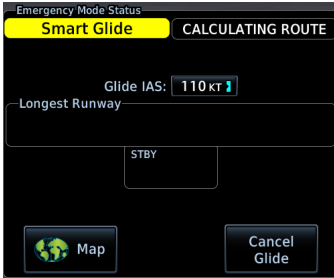 Emergency Mode Status
Smart Glide
CALCULATING ROUTE
Glide IAS: 110 KT
Longest Runway
STBY
Map
Cancel
Glide